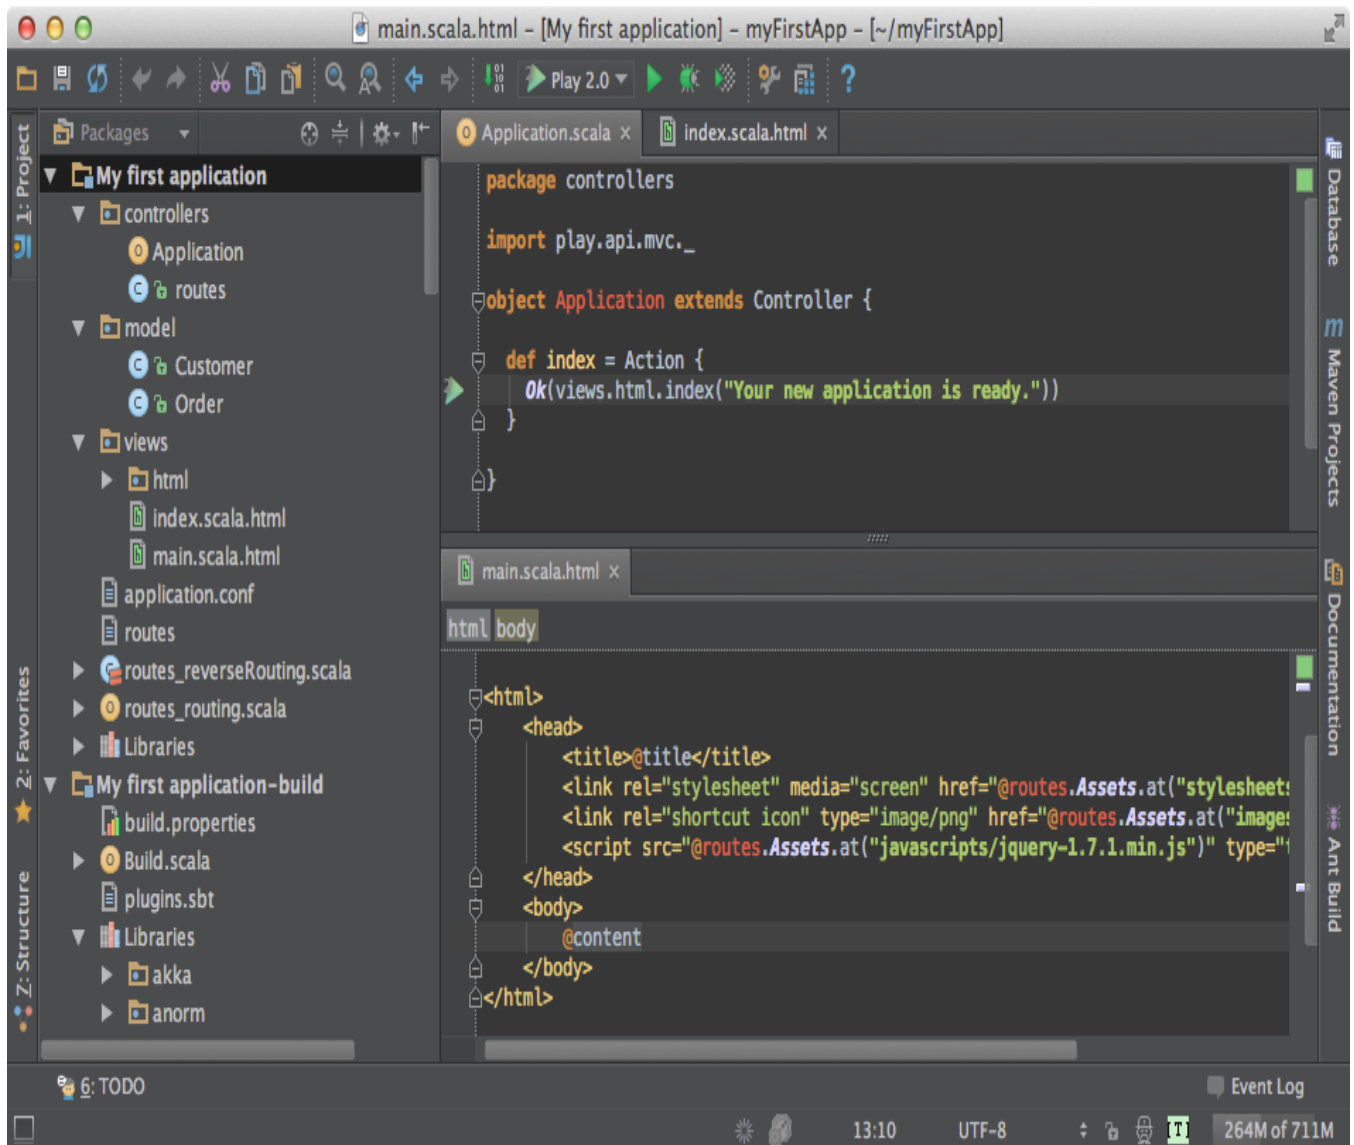 main.scala.html – [My first application] – myFirstApp – [~/myFirstApp]
Play 2.0
1: Project
2: Favorites
Z: Structure
Packages
My first application
controllers
Application
routes
model
Customer
Order
views
html
index.scala.html
main.scala.html
application.conf
routes
routes_reverseRouting.scala
routes_routing.scala
Libraries
My first application-build
build.properties
Build.scala
plugins.sbt
Libraries
akka
anorm
Application.scala
index.scala.html
package controllers
import play.api.mvc._
object Application extends Controller {
def index = Action {
Ok(views.html.index("Your new application is ready."))
}
}
main.scala.html
html body
<html>
<head>
<title>@title</title>
<link rel="stylesheet" media="screen" href="@routes.Assets.at("stylesheets
<link rel="shortcut icon" type="image/png" href="@routes.Assets.at("images
<script src="@routes.Assets.at("javascripts/jquery-1.7.1.min.js")" type="
</head>
<body>
@content
</body>
</html>
Database
Maven Projects
Documentation
Ant Build
6: TODO
Event Log
13:10 UTF-8 [T] 264M of 711M